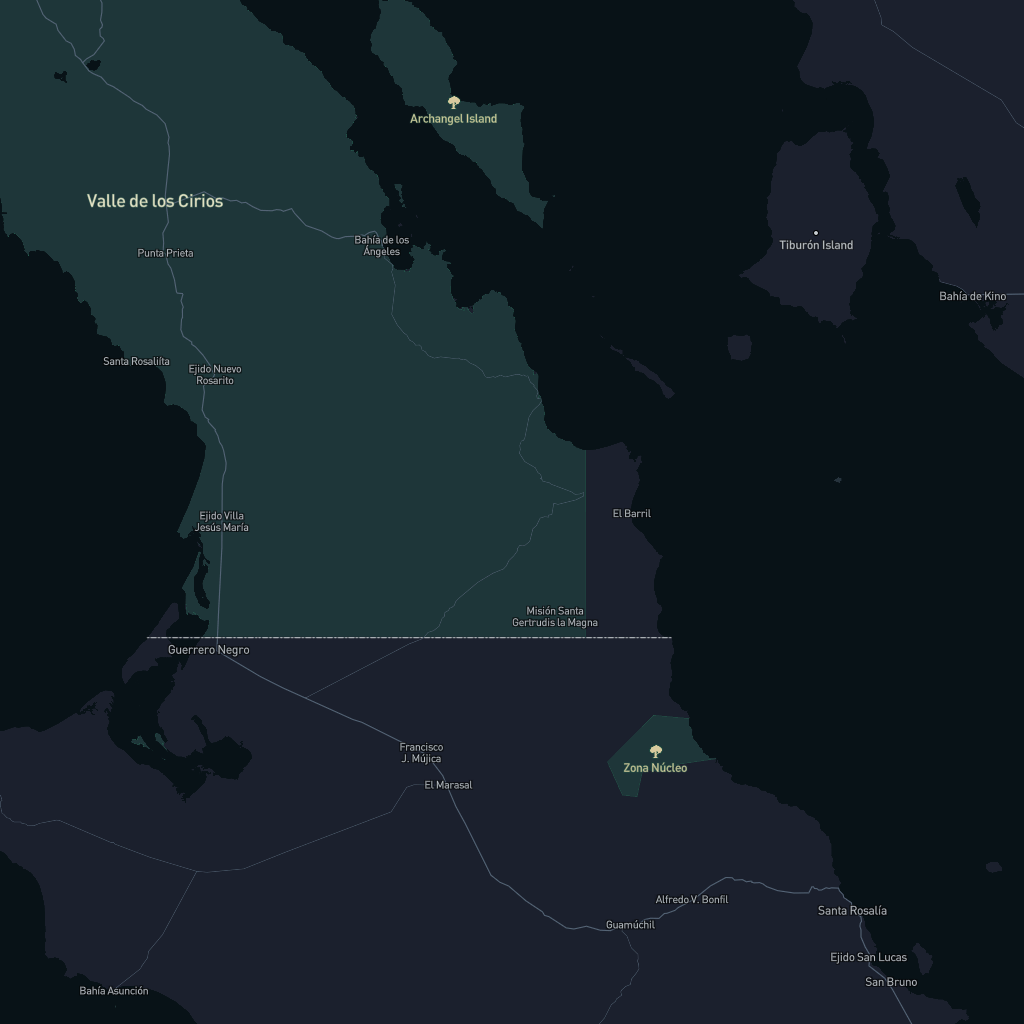 Archangel Island
Valle de los Cirios
Bahía de los
Ángeles
Tiburón Island
Punta Prieta
Bahía de Kino
Santa Rosaliíta
Ejido Nuevo
Rosarito
El Barril
Ejido Villa
Jesús María
Misión Santa
Gertrudis la Magna
Guerrero Negro
Francisco
J. Mújica
Zona Núcleo
El Marasal
Alfredo V. Bonfil
Santa Rosalía
Guamúchil
Ejido San Lucas
San Bruno
Bahía Asunción